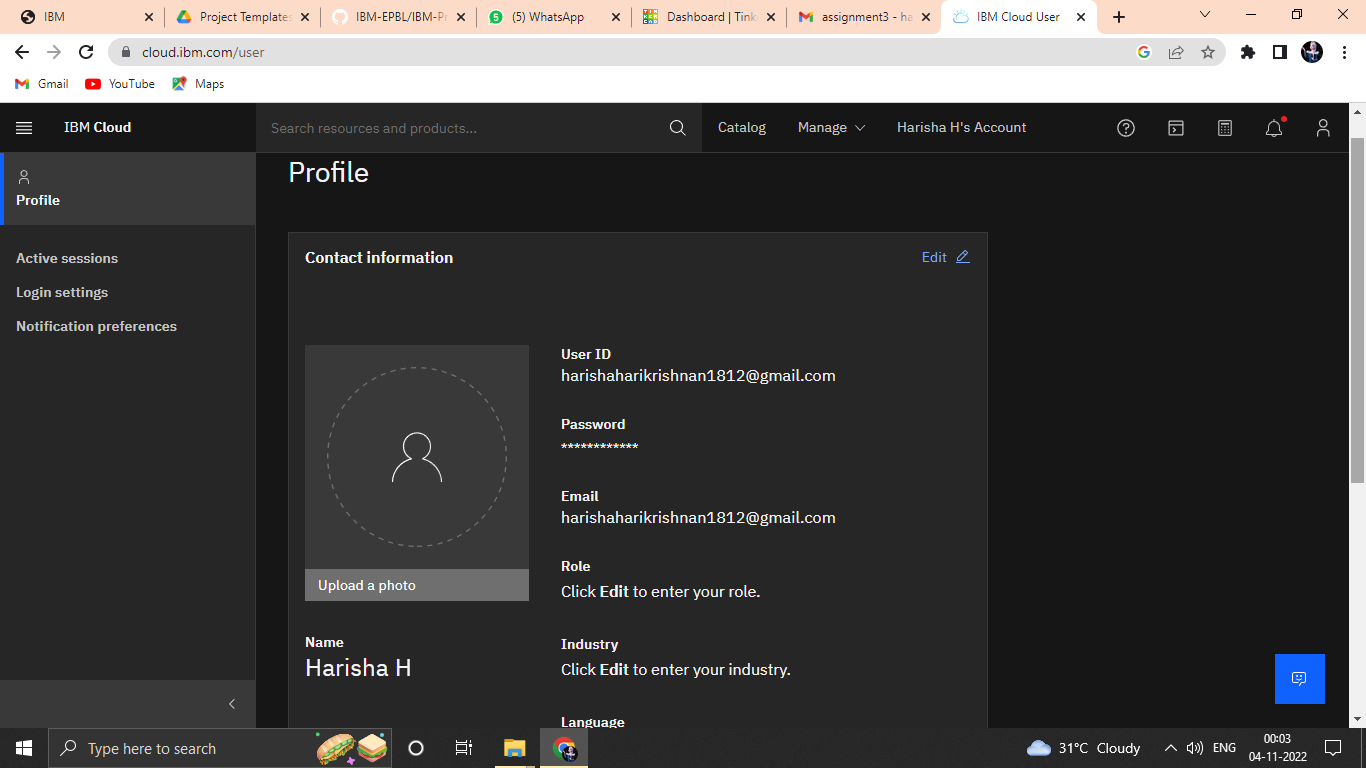 IBM
Project Templates
IBM-EPBL/IBM-Pr
(5) WhatsApp
Dashboard | Tink
assignment3 - ha
IBM Cloud User
cloud.ibm.com/user
Gmail
YouTube
Maps
IBM Cloud
Search resources and products...
Catalog
Manage
Harisha H's Account
Profile
Profile
Active sessions
Login settings
Notification preferences
Contact information
Edit
User ID
harishaharikrishnan1812@gmail.com
Password
************
Email
harishaharikrishnan1812@gmail.com
Role
Click Edit to enter your role.
Upload a photo
Name
Harisha H
Industry
Click Edit to enter your industry.
Language
Type here to search
31°C Cloudy
ENG
00:03
04-11-2022